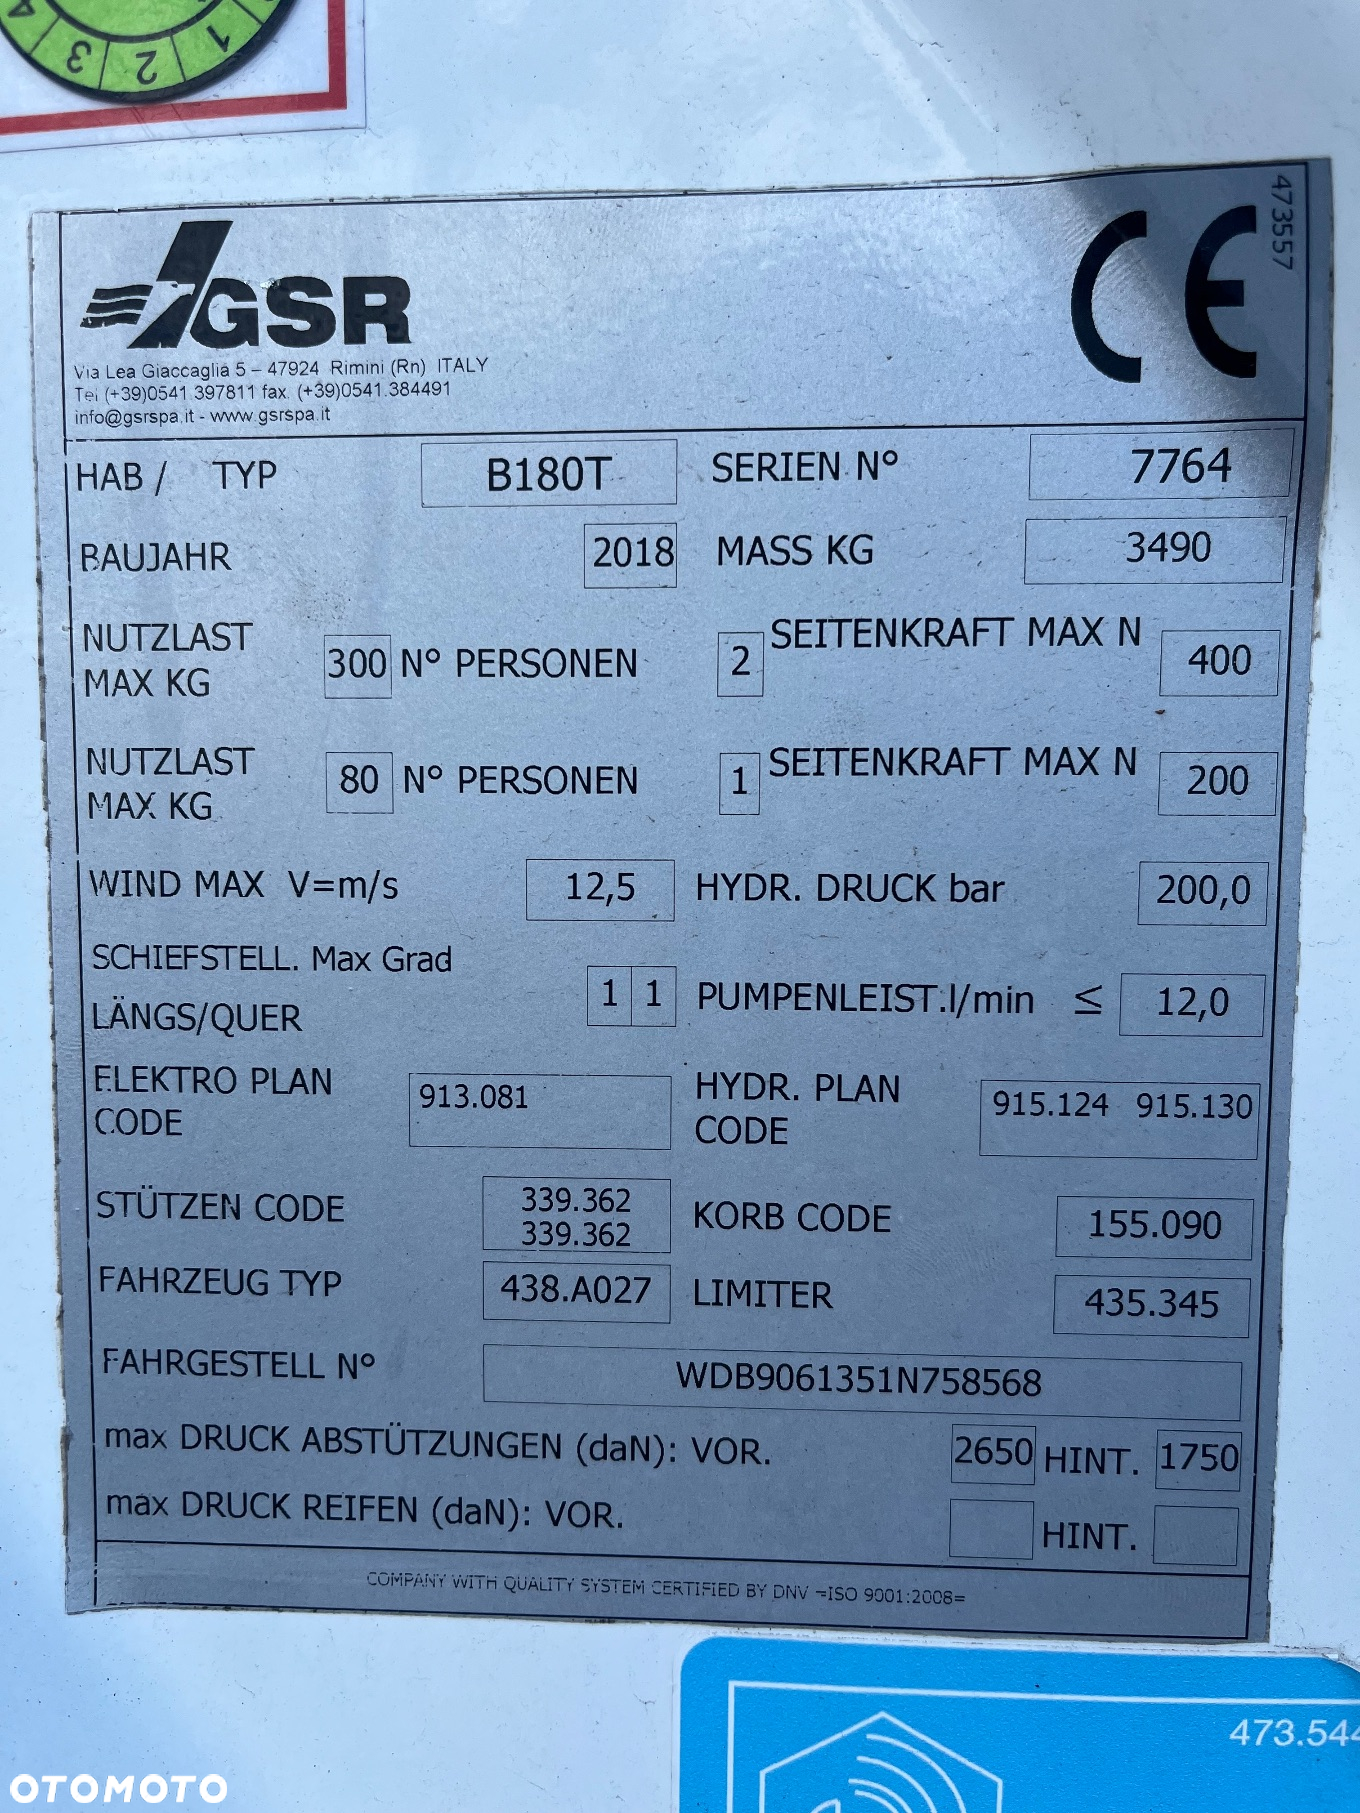 4 3 2 1
473557
GSR
Via Lea Giaccaglia 5 – 47924 Rimini (Rn) ITALY
Tel (+39)0541.397811 fax. (+39)0541.384491
info@gsrspa.it - www.gsrspa.it
CE
HAB / TYP B180T SERIEN N° 7764
BAUJAHR 2018 MASS KG 3490
NUTZLAST MAX KG 300 N° PERSONEN 2 SEITENKRAFT MAX N 400
NUTZLAST MAX KG 80 N° PERSONEN 1 SEITENKRAFT MAX N 200
WIND MAX V=m/s 12,5 HYDR. DRUCK bar 200,0
SCHIEFSTELL. Max Grad
LÄNGS/QUER 1 1 PUMPENLEIST.l/min ≤ 12,0
ELEKTRO PLAN CODE 913.081 HYDR. PLAN CODE 915.124 915.130
STÜTZEN CODE 339.362 339.362 KORB CODE 155.090
FAHRZEUG TYP 438.A027 LIMITER 435.345
FAHRGESTELL N° WDB9061351N758568
max DRUCK ABSTÜTZUNGEN (daN): VOR. 2650 HINT. 1750
max DRUCK REIFEN (daN): VOR. HINT.
COMPANY WITH QUALITY SYSTEM CERTIFIED BY DNV =ISO 9001:2008=
473.544
OTOMOTO